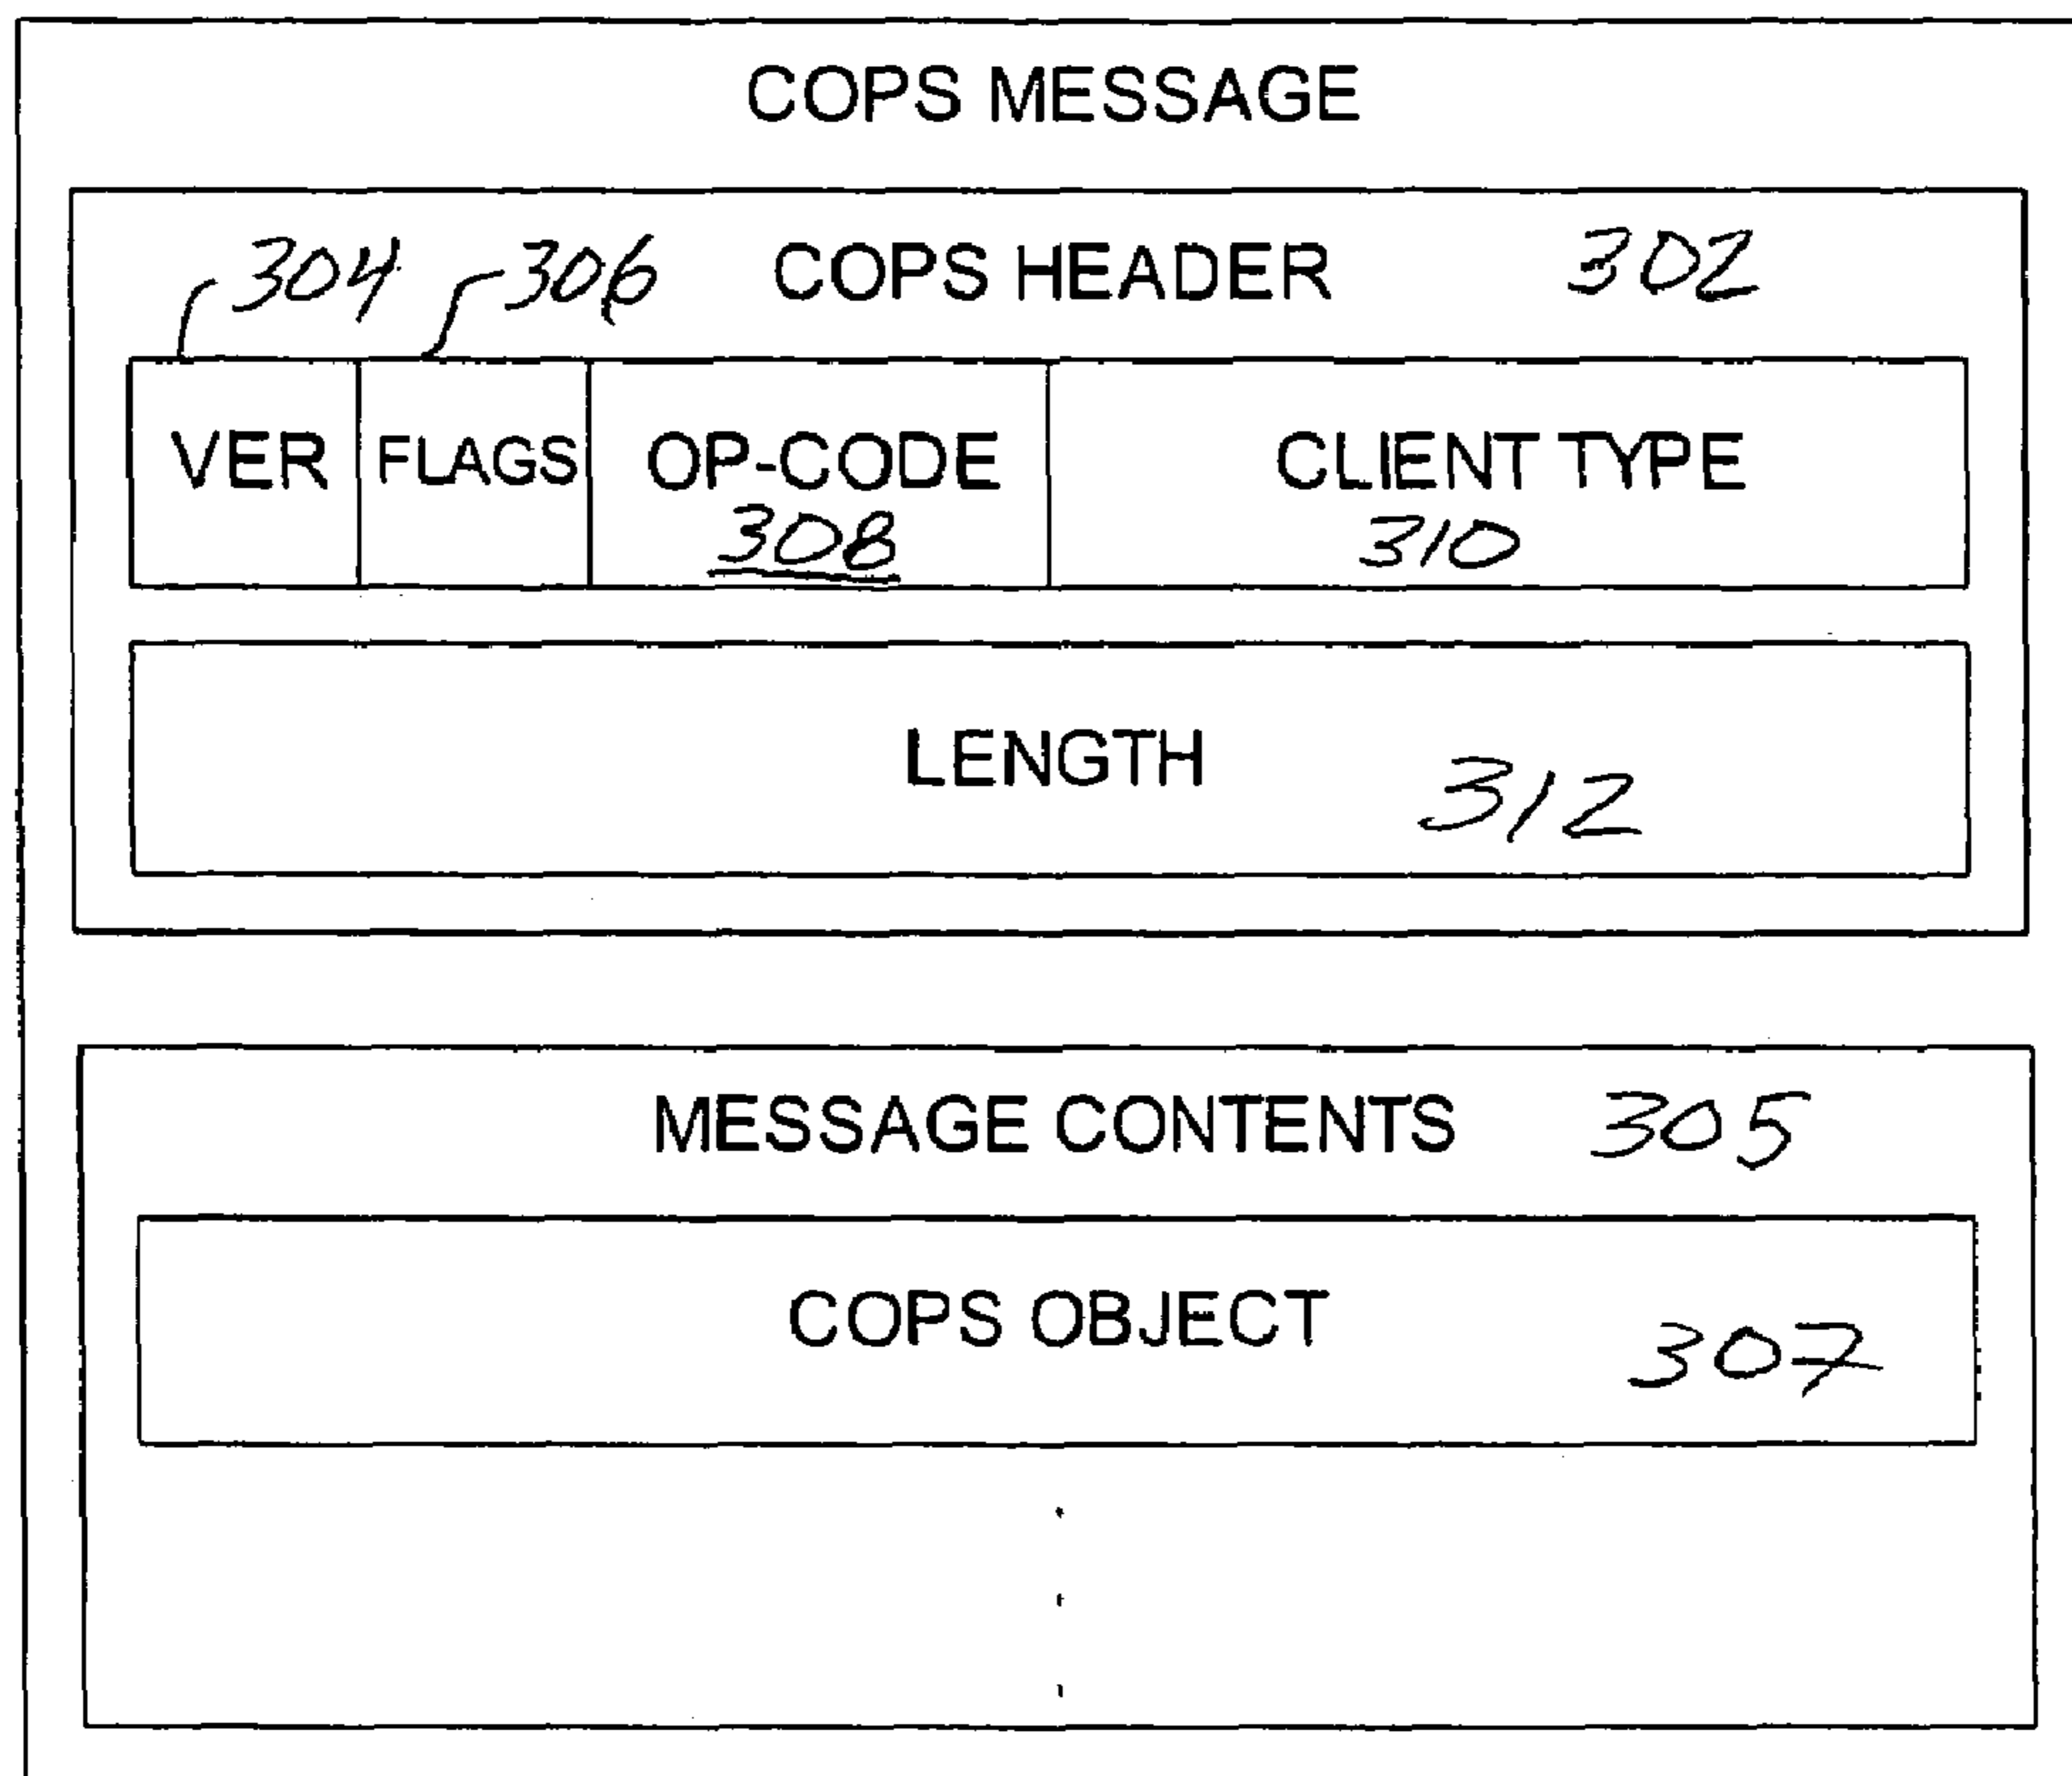 COPS MESSAGE
304 306 COPS HEADER 302
VER FLAGS OP-CODE CLIENT TYPE
308 310
LENGTH 312
MESSAGE CONTENTS 305
COPS OBJECT 307